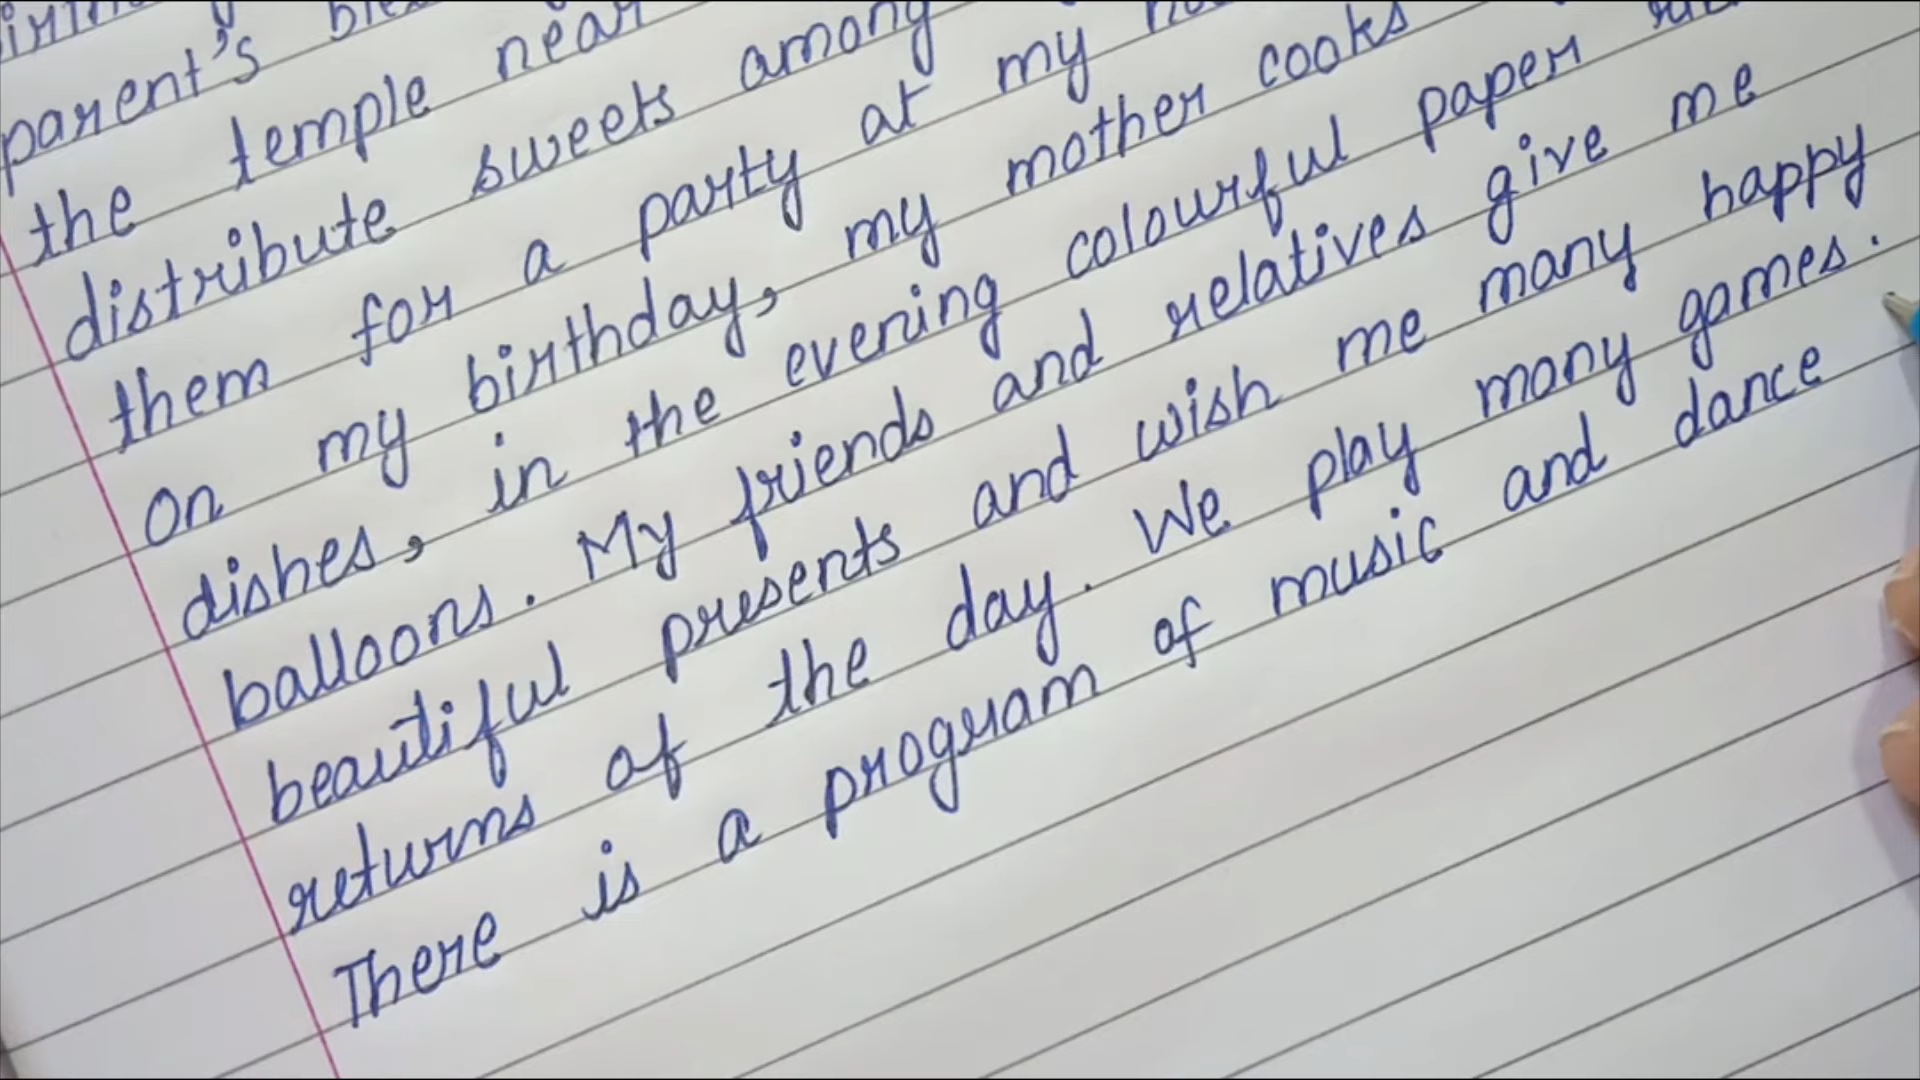 parent's
the temple near
distribute sweets among
them for a party at my
on my birthday, my mother cooks
dishes, in the evening colourful paper
balloons. My friends and relatives give me
beautiful presents and wish me many happy
returns of the day. We play many games.
There is a program of music and dance